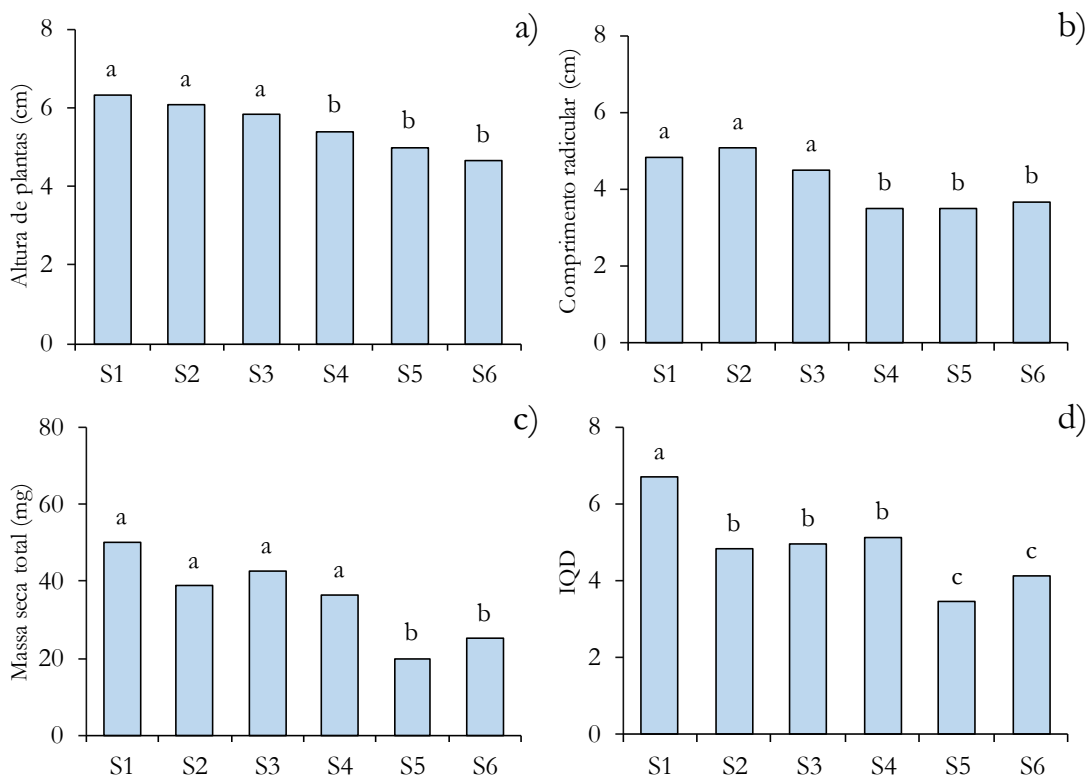 a)
Altura de plantas (cm)
8
6
4
2
0
a
a
a
b
b
b
S1 S2 S3 S4 S5 S6
b)
Comprimento radicular (cm)
8
6
4
2
0
a
a
a
b
b
b
S1 S2 S3 S4 S5 S6
c)
Massa seca total (mg)
80
60
40
20
0
a
a
a
a
b
b
S1 S2 S3 S4 S5 S6
d)
IQD
8
6
4
2
0
a
b
b
b
c
c
S1 S2 S3 S4 S5 S6